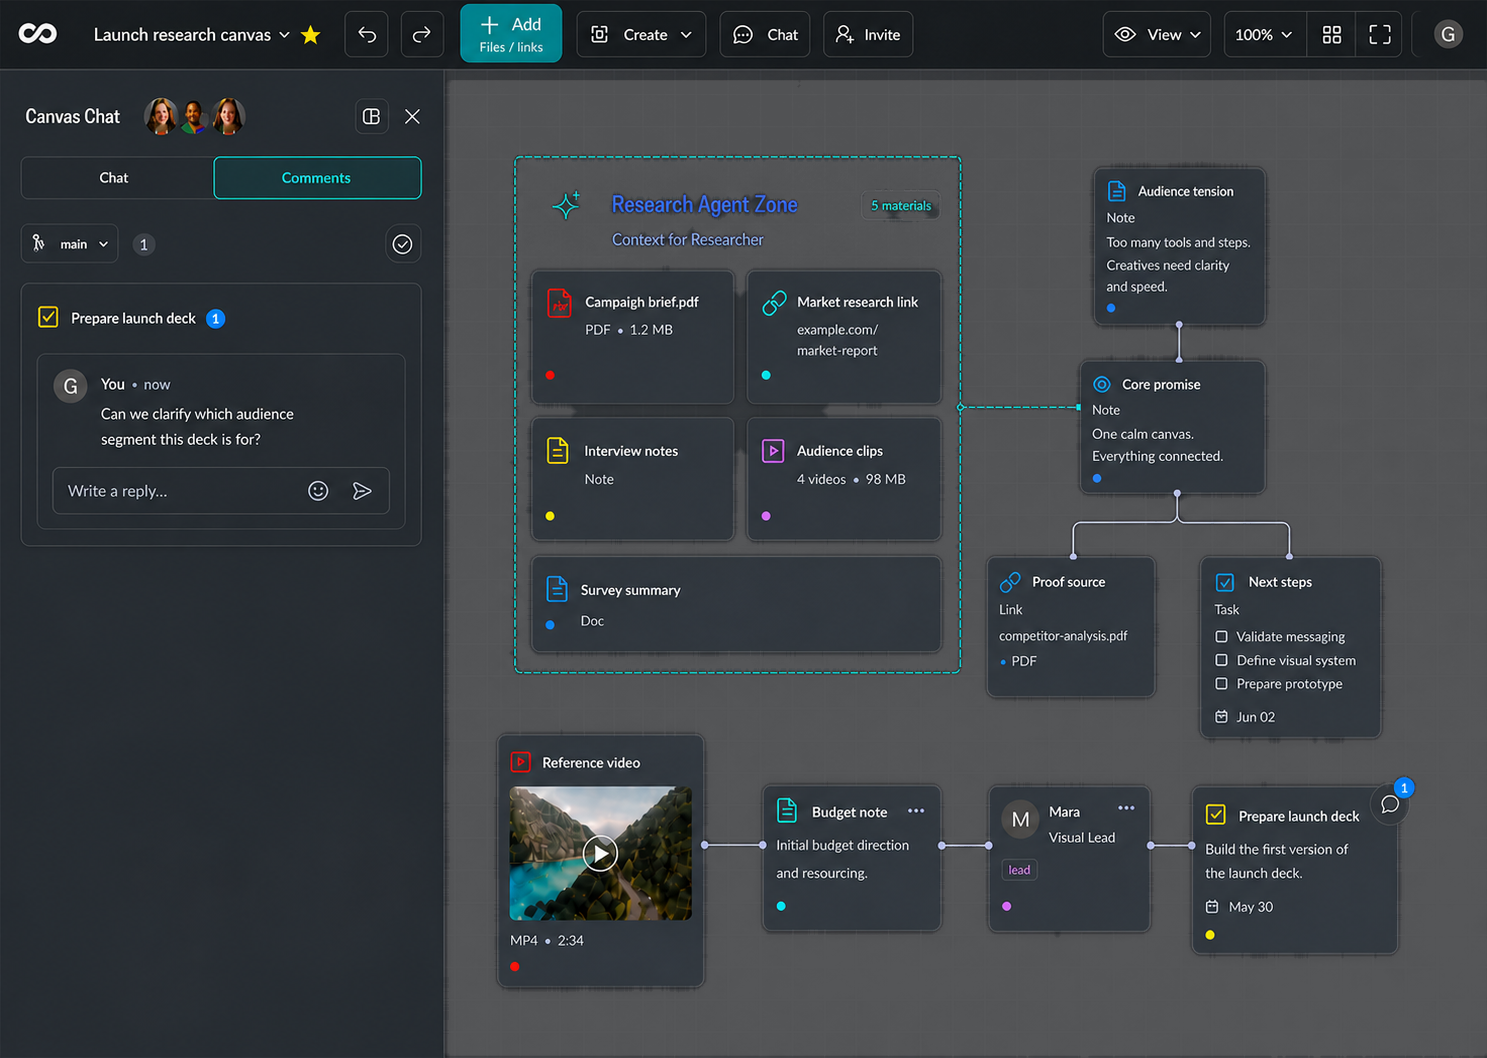 Launch research canvas
Add
Files / links
Create
Chat
Invite
View
100%
G
Canvas Chat
Chat
Comments
main
1
Prepare launch deck
1
G
You • now
Can we clarify which audience
segment this deck is for?
Write a reply...
Research Agent Zone
5 materials
Context for Researcher
Campaigh brief.pdf
PDF • 1.2 MB
Market research link
example.com/
market-report
Interview notes
Note
Audience clips
4 videos • 98 MB
Survey summary
Doc
Audience tension
Note
Too many tools and steps.
Creatives need clarity
and speed.
Core promise
Note
One calm canvas.
Everything connected.
Proof source
Link
competitor-analysis.pdf
• PDF
Next steps
Task
Validate messaging
Define visual system
Prepare prototype
Jun 02
Reference video
MP4 • 2:34
Budget note
Initial budget direction
and resourcing.
M
Mara
Visual Lead
lead
1
Prepare launch deck
Build the first version of
the launch deck.
May 30